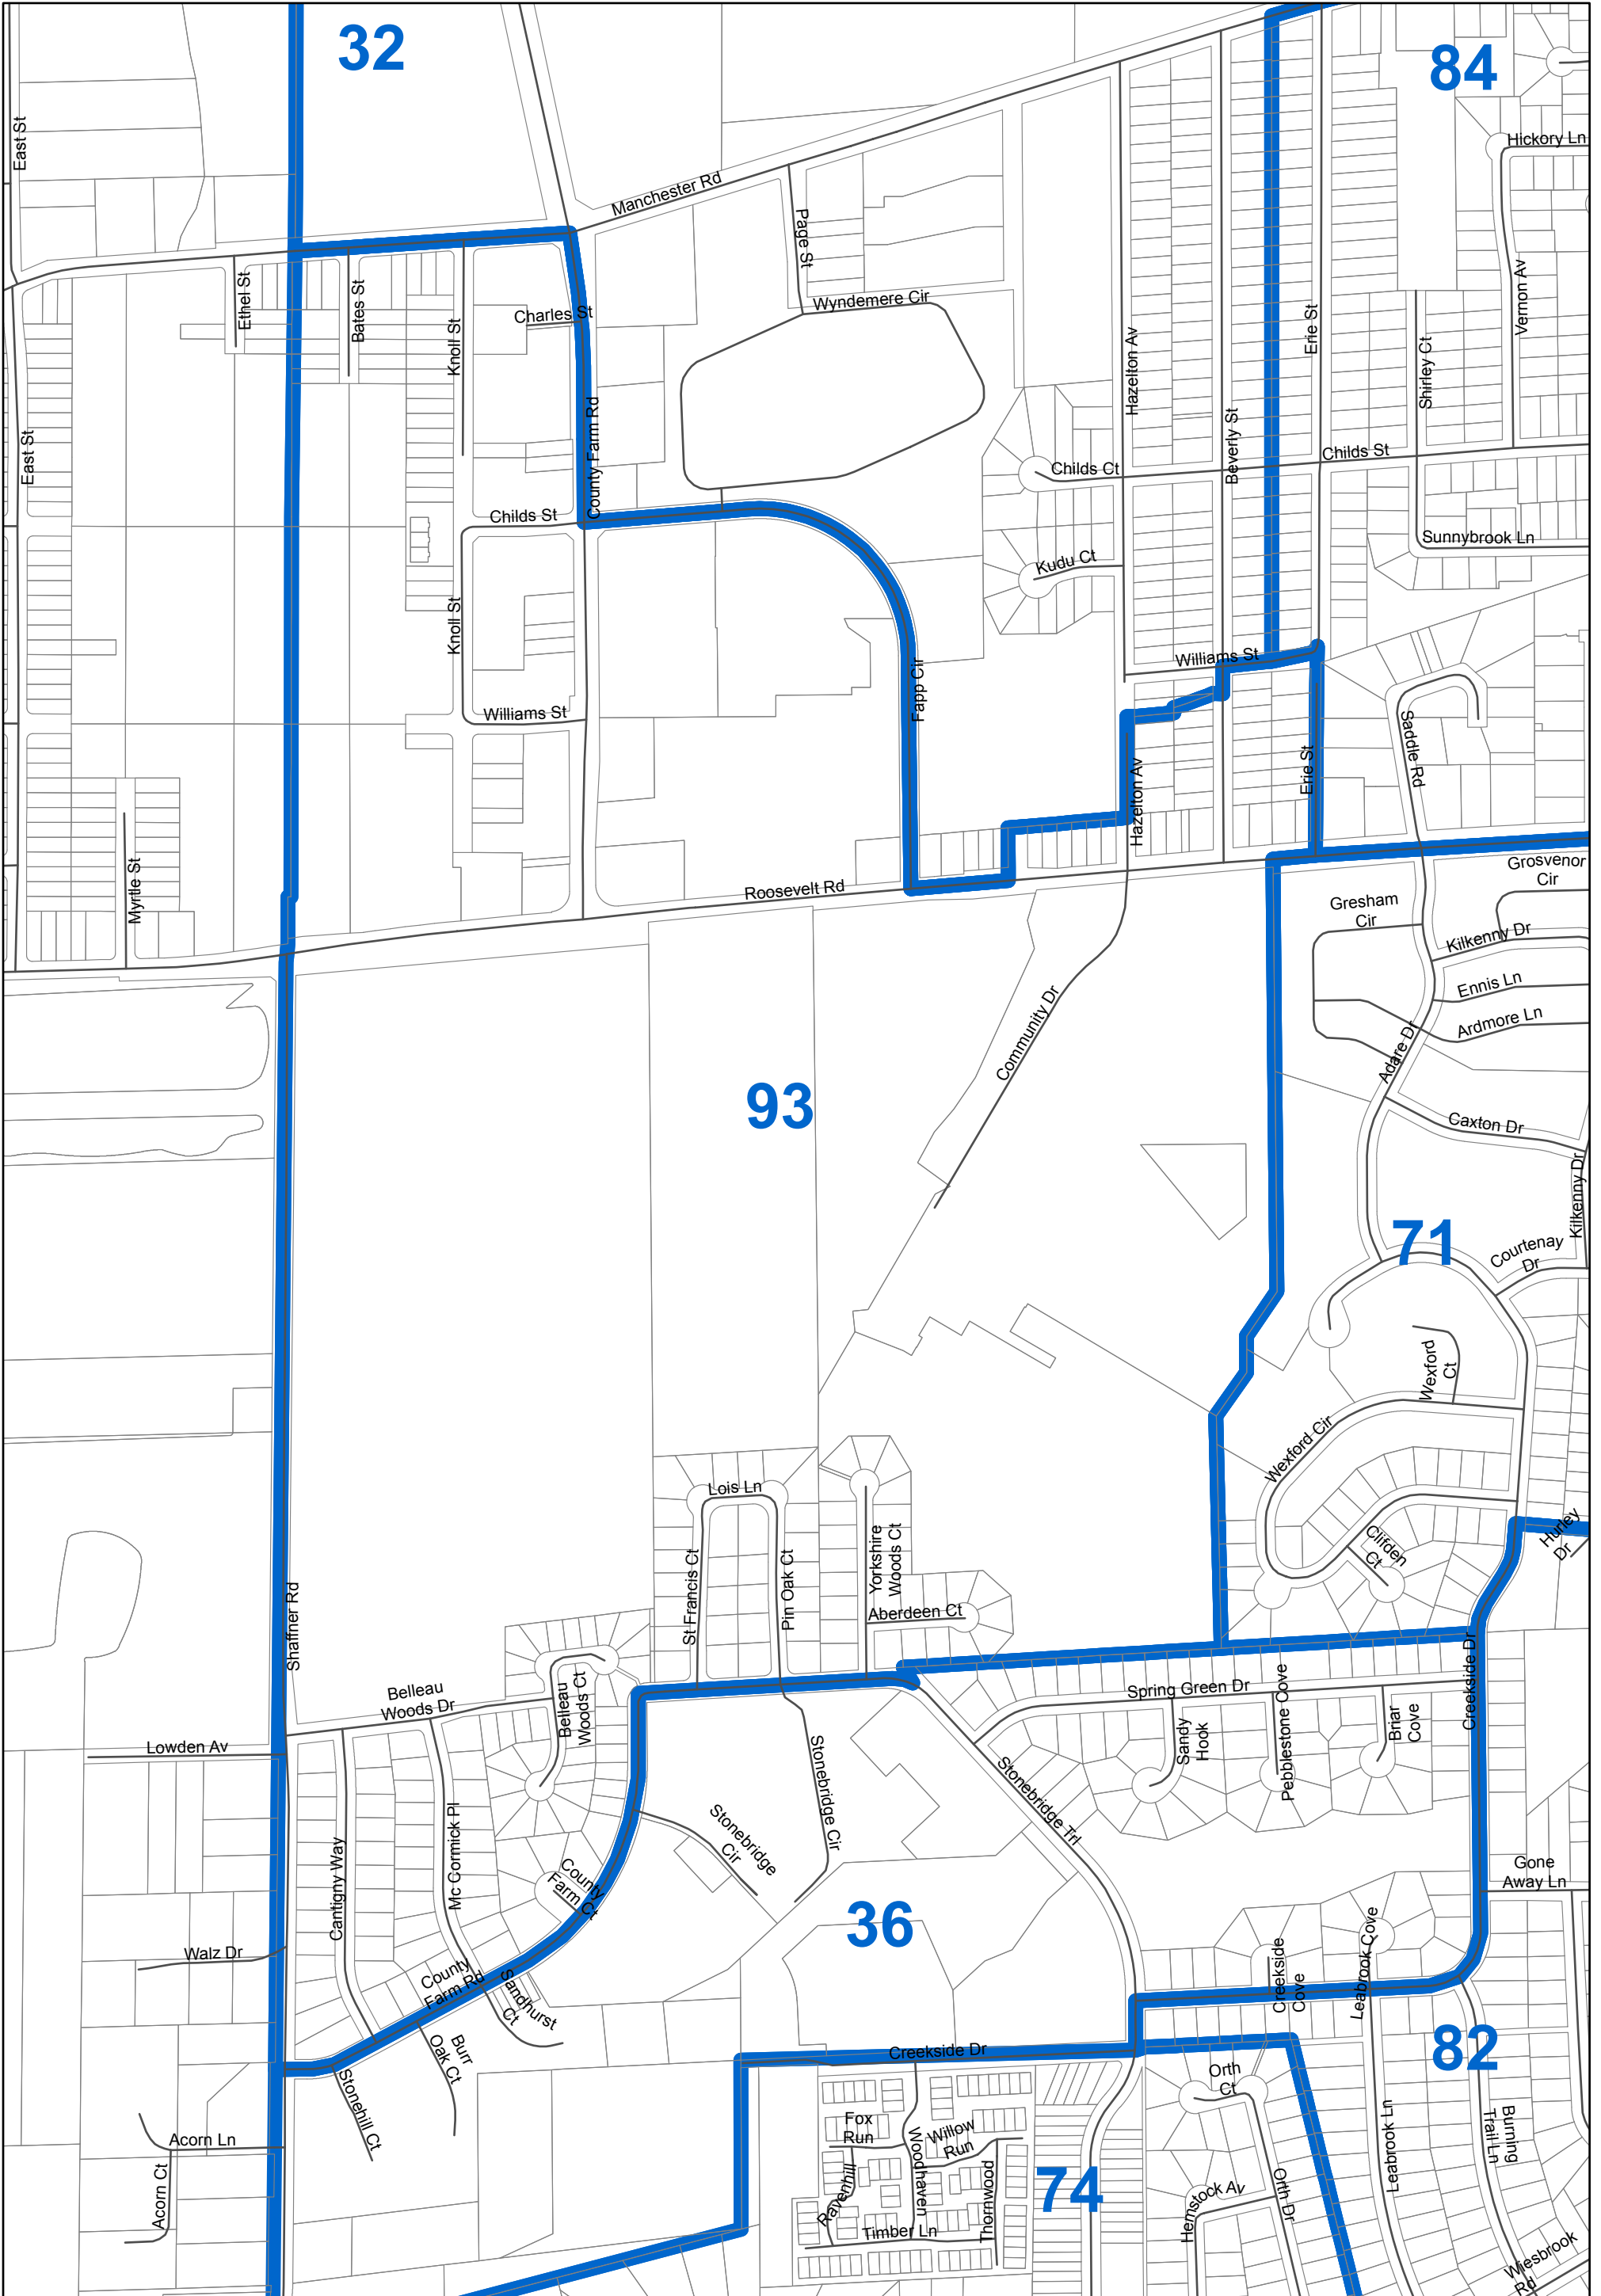 32
84
East St
Hickory Ln
Manchester Rd
Page St
Vernon Av
Ethel St
Bates St
Knoll St
Charles St
Wyndemere Cir
Hazelton Av
Erie St
Shirley Ct
County Farm Rd
East St
Beverly St
Childs Ct
Childs St
Childs St
Sunnybrook Ln
Kudu Ct
Knoll St
Williams St
Fapp Cir
Williams St
Saddle Rd
Hazelton Av
Erie St
Myrtle St
Roosevelt Rd
Grosvenor
Cir
Gresham
Cir
Kilkenny Dr
Ennis Ln
Ardmore Ln
Community Dr
Adare Dr
93
Caxton Dr
Kilkenny Dr
71
Courtenay
Dr
Wexford
Ct
Wexford Cir
Lois Ln
Hurley
Dr
Clifden
Ct
Yorkshire
Woods Ct
St Francis Ct
Pin Oak Ct
Aberdeen Ct
Shaffner Rd
Belleau
Woods Dr
Belleau
Woods Ct
Spring Green Dr
Creekside Dr
Sandy
Hook
Pebblestone Cove
Briar
Cove
Lowden Av
Stonebridge Cir
Stonebridge Trl
Stonebridge
Cir
Mc Cormick Pl
Cantigny Way
County
Farm Ct
Gone
Away Ln
36
Walz Dr
County
Farm Rd
Sandhurst
Ct
Creekside
Cove
Leabrook Cove
82
Creekside Dr
Burr
Oak Ct
Stonehill Ct
Orth
Ct
Acorn Ln
Acorn Ct
Fox
Run
Willow
Run
Woodhaven
Ravenhill
Thornwood
Timber Ln
74
Hemstock Av
Orth Dr
Leabrook Ln
Burning
Trail Ln
Wiesbrook
Rd